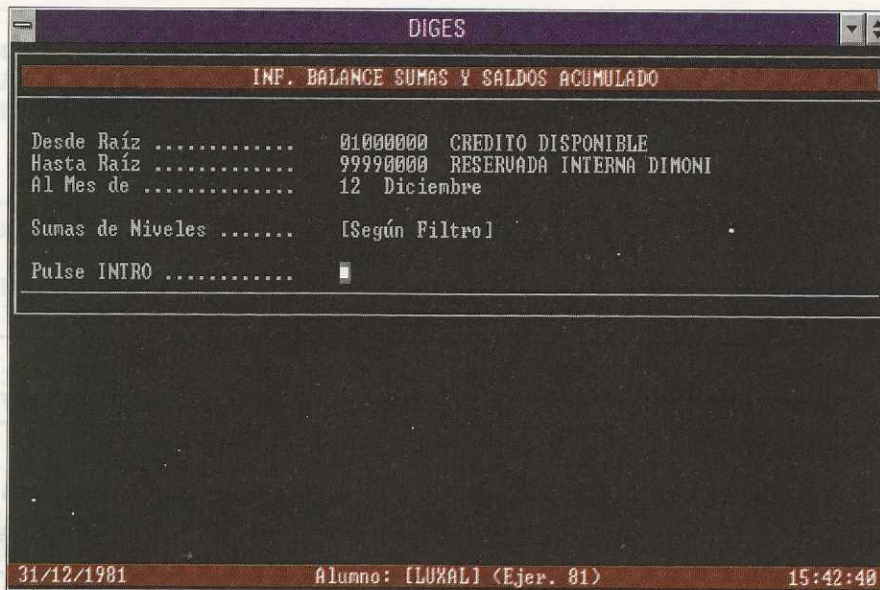 DIGES
INF. BALANCE SUMAS Y SALDOS ACUMULADO
Desde Raíz ............. 01000000 CREDITO DISPONIBLE
Hasta Raíz ............. 99990000 RESERVADA INTERNA DIMONI
Al Mes de .............. 12 Diciembre
Sumas de Niveles ....... [Según Filtro]
Pulse INTRO ............
31/12/1981 Alumno: [LUXAL] (Ejer. 81) 15:42:40